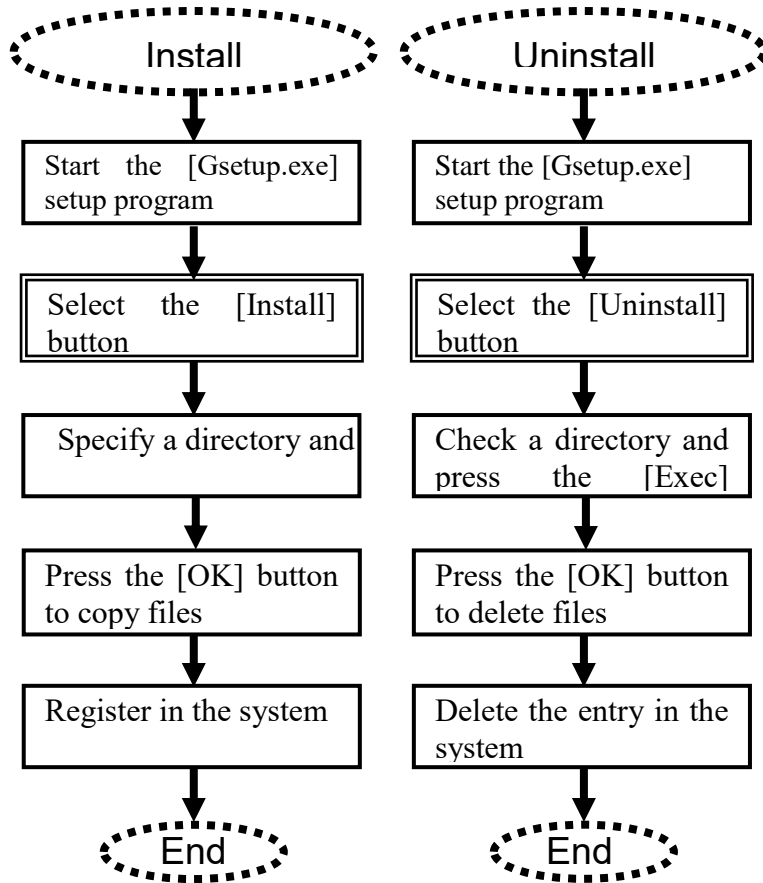 Install
Start the [Gsetup.exe]
setup program
Select the [Install]
button
Specify a directory and
Press the [OK] button
to copy files
Register in the system
End
Uninstall
Start the [Gsetup.exe]
setup program
Select the [Uninstall]
button
Check a directory and
press the [Exec]
Press the [OK] button
to delete files
Delete the entry in the
system
End